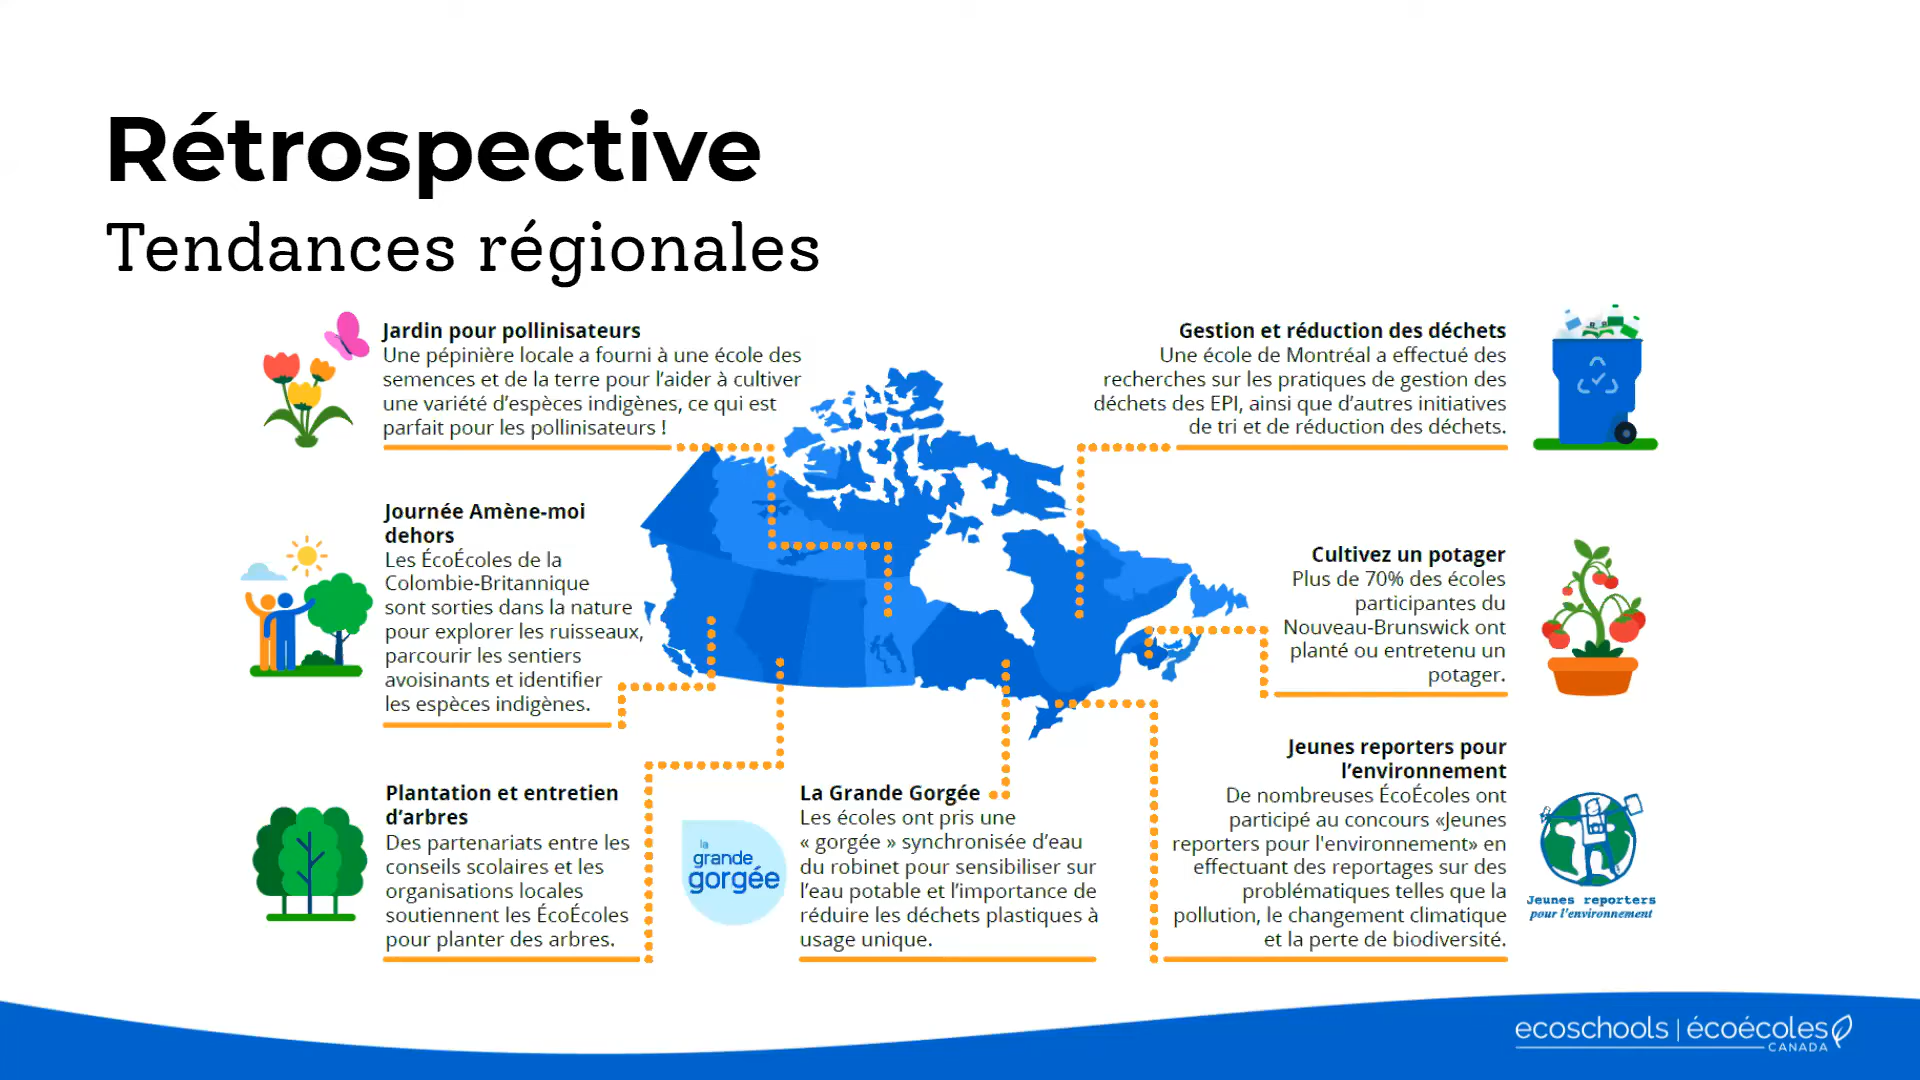 Rétrospective
Tendances régionales
Jardin pour pollinisateurs
Une pépinière locale a fourni à une école des
semences et de la terre pour l'aider à cultiver
une variété d'espèces indigènes, ce qui est
parfait pour les pollinisateurs !
Journée Amène-moi
dehors
Les ÉcoÉcoles de la
Colombie-Britannique
sont sorties dans la nature
pour explorer les ruisseaux,
parcourir les sentiers
avoisinants et identifier
les espèces indigènes.
Plantation et entretien
d'arbres
Des partenariats entre les
conseils scolaires et les
organisations locales
soutiennent les ÉcoÉcoles
pour planter des arbres.
la
grande
gorgée
La Grande Gorgée
Les écoles ont pris une
« gorgée » synchronisée d'eau
du robinet pour sensibiliser sur
l'eau potable et l'importance de
réduire les déchets plastiques à
usage unique.
Gestion et réduction des déchets
Une école de Montréal a effectué des
recherches sur les pratiques de gestion des
déchets des EPI, ainsi que d'autres initiatives
de tri et de réduction des déchets.
Cultivez un potager
Plus de 70% des écoles
participantes du
Nouveau-Brunswick ont
planté ou entretenu un
potager.
Jeunes reporters pour
l'environnement
De nombreuses ÉcoÉcoles ont
participé au concours «Jeunes
reporters pour l'environnement» en
effectuant des reportages sur des
problématiques telles que la
pollution, le changement climatique
et la perte de biodiversité.
Jeunes reporters
pour l'environnement
ecoschools | écoécoles
CANADA